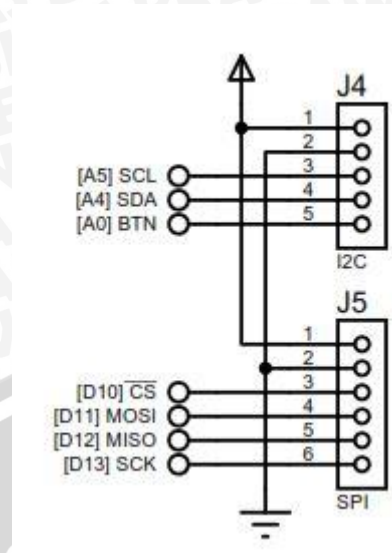 J4
1
2
[A5] SCL 3
[A4] SDA 4
[A0] BTN 5
I2C
J5
1
2
[D10] CS 3
[D11] MOSI 4
[D12] MISO 5
[D13] SCK 6
SPI